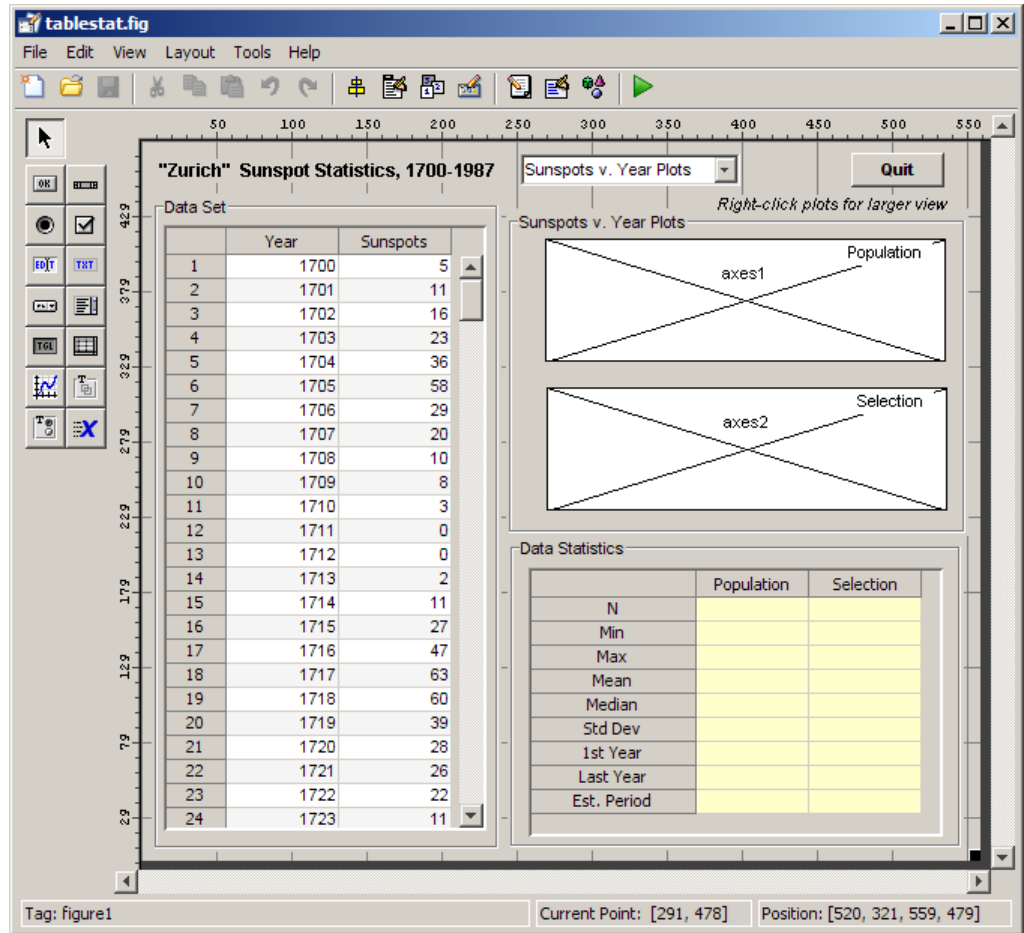 tablestat.fig
File Edit View Layout Tools Help
50 100 150 200 250 300 350 400 450 500 550
"Zurich" Sunspot Statistics, 1700-1987
Sunspots v. Year Plots
Quit
Right-click plots for larger view
OK
EDIT TXT
TGL
429
379
329
279
229
179
129
79
29
Data Set
Year Sunspots
1 1700 5
2 1701 11
3 1702 16
4 1703 23
5 1704 36
6 1705 58
7 1706 29
8 1707 20
9 1708 10
10 1709 8
11 1710 3
12 1711 0
13 1712 0
14 1713 2
15 1714 11
16 1715 27
17 1716 47
18 1717 63
19 1718 60
20 1719 39
21 1720 28
22 1721 26
23 1722 22
24 1723 11
Sunspots v. Year Plots
Population
axes1
Selection
axes2
Data Statistics
Population Selection
N
Min
Max
Mean
Median
Std Dev
1st Year
Last Year
Est. Period
Tag: figure1
Current Point: [291, 478]
Position: [520, 321, 559, 479]